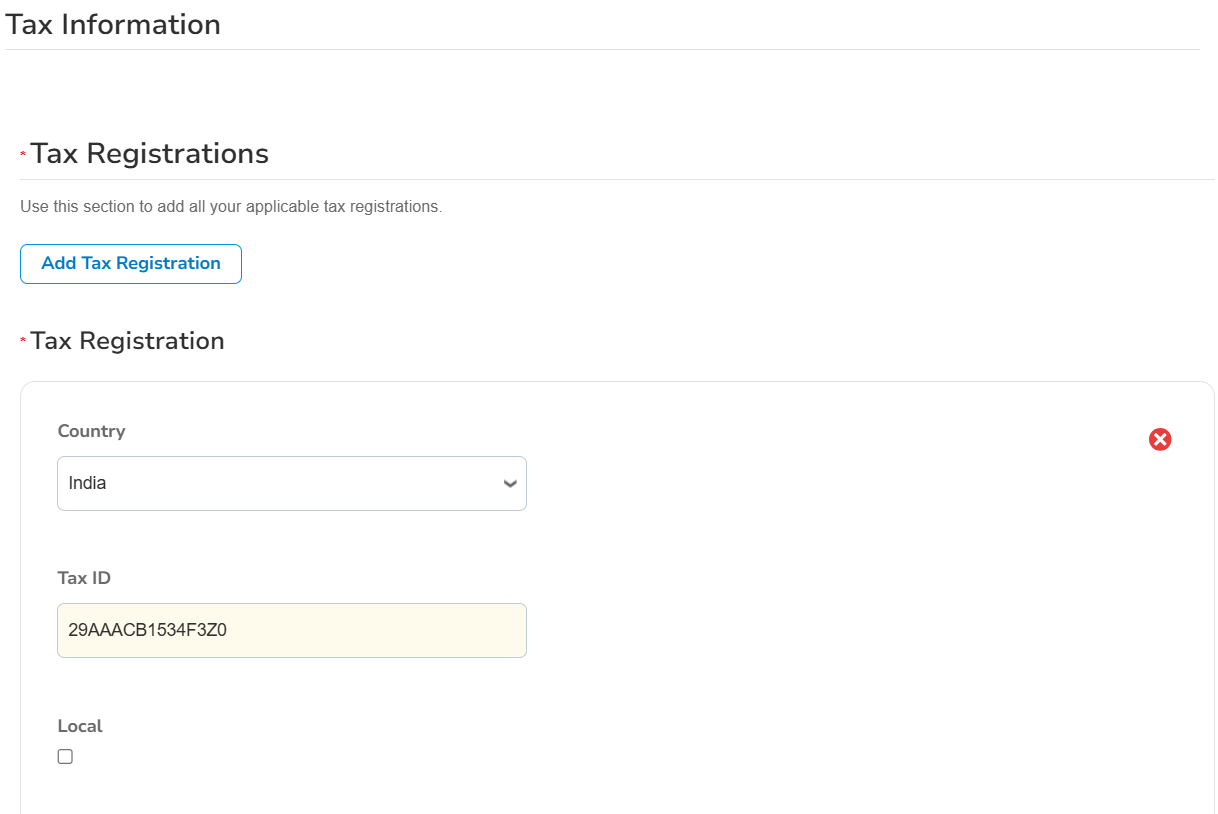 Tax Information
*Tax Registrations
Use this section to add all your applicable tax registrations.
Add Tax Registration
*Tax Registration
Country
India
Tax ID
29AAACB1534F3Z0
Local